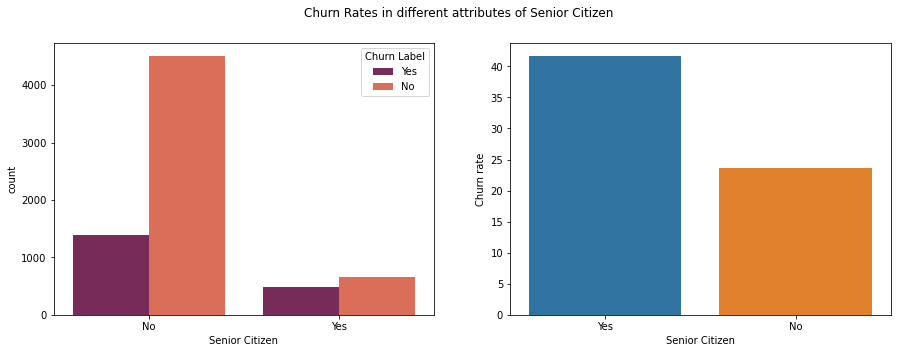 Churn Rates in different attributes of Senior Citizen
Churn Label
Yes
No
4000
3000
2000
1000
0
count
No
Yes
Senior Citizen
40
35
30
25
20
15
10
5
0
Churn rate
Yes
No
Senior Citizen